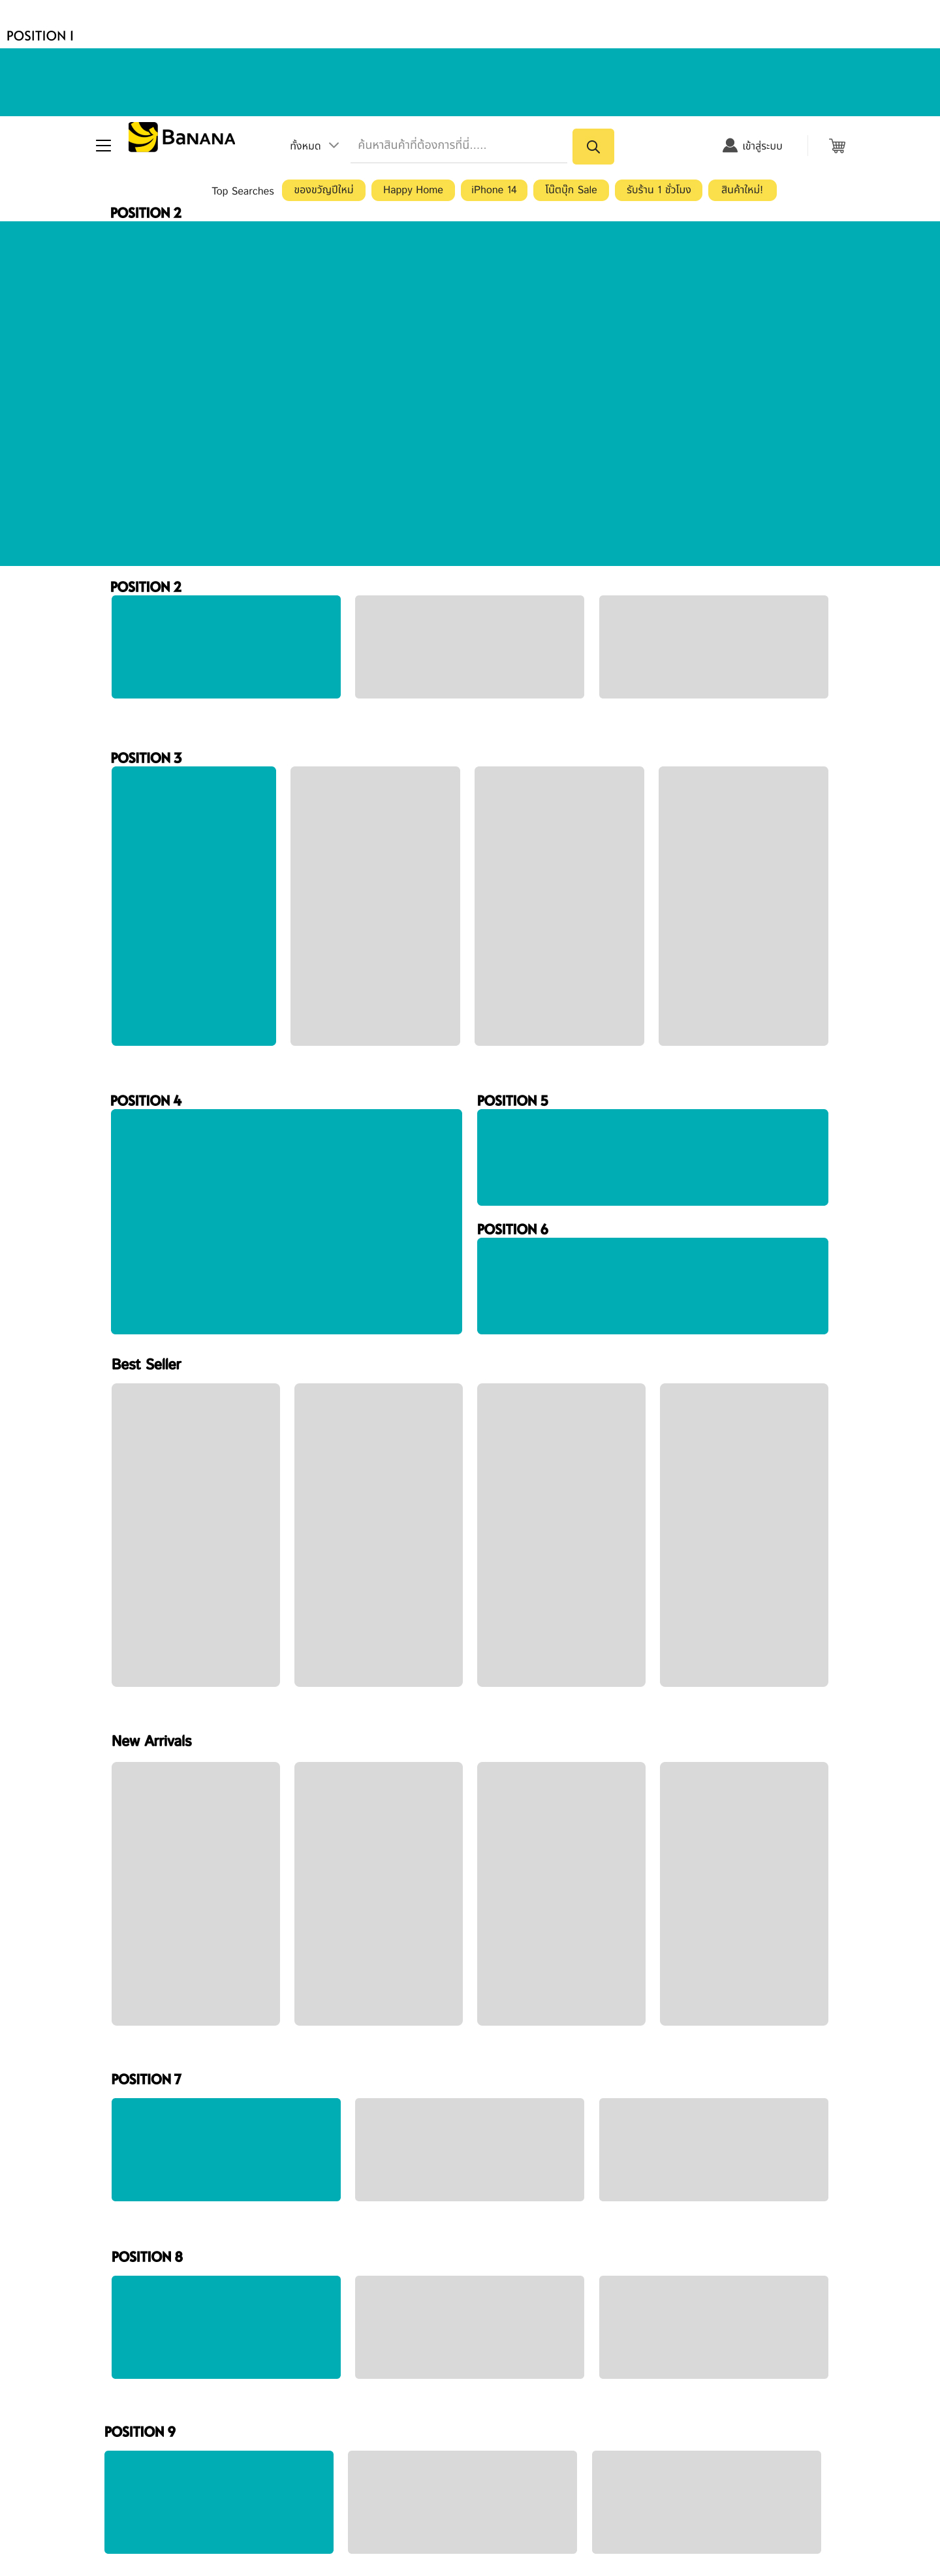 POSITION 1
BANANA
ทั้งหมด
ค้นหาสินค้าที่ต้องการที่นี่.....
เข้าสู่ระบบ
Top Searches
ของขวัญปีใหม่
Happy Home
iPhone 14
โน๊ตบุ๊ก Sale
รับร้าน 1 ชั่วโมง
สินค้าใหม่!
POSITION 2
POSITION 2
POSITION 3
POSITION 4
POSITION 5
POSITION 6
Best Seller
New Arrivals
POSITION 7
POSITION 8
POSITION 9